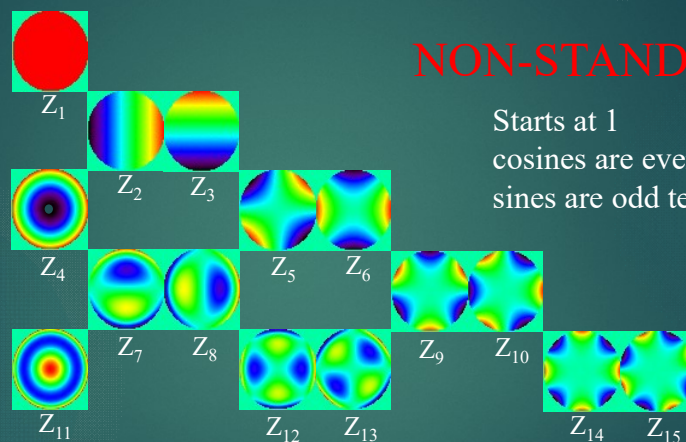 NON-STAND
Starts at 1
cosines are eve
sines are odd te
Z1
Z2 Z3
Z4 Z5 Z6
Z7 Z8 Z9 Z10
Z11 Z12 Z13 Z14 Z15